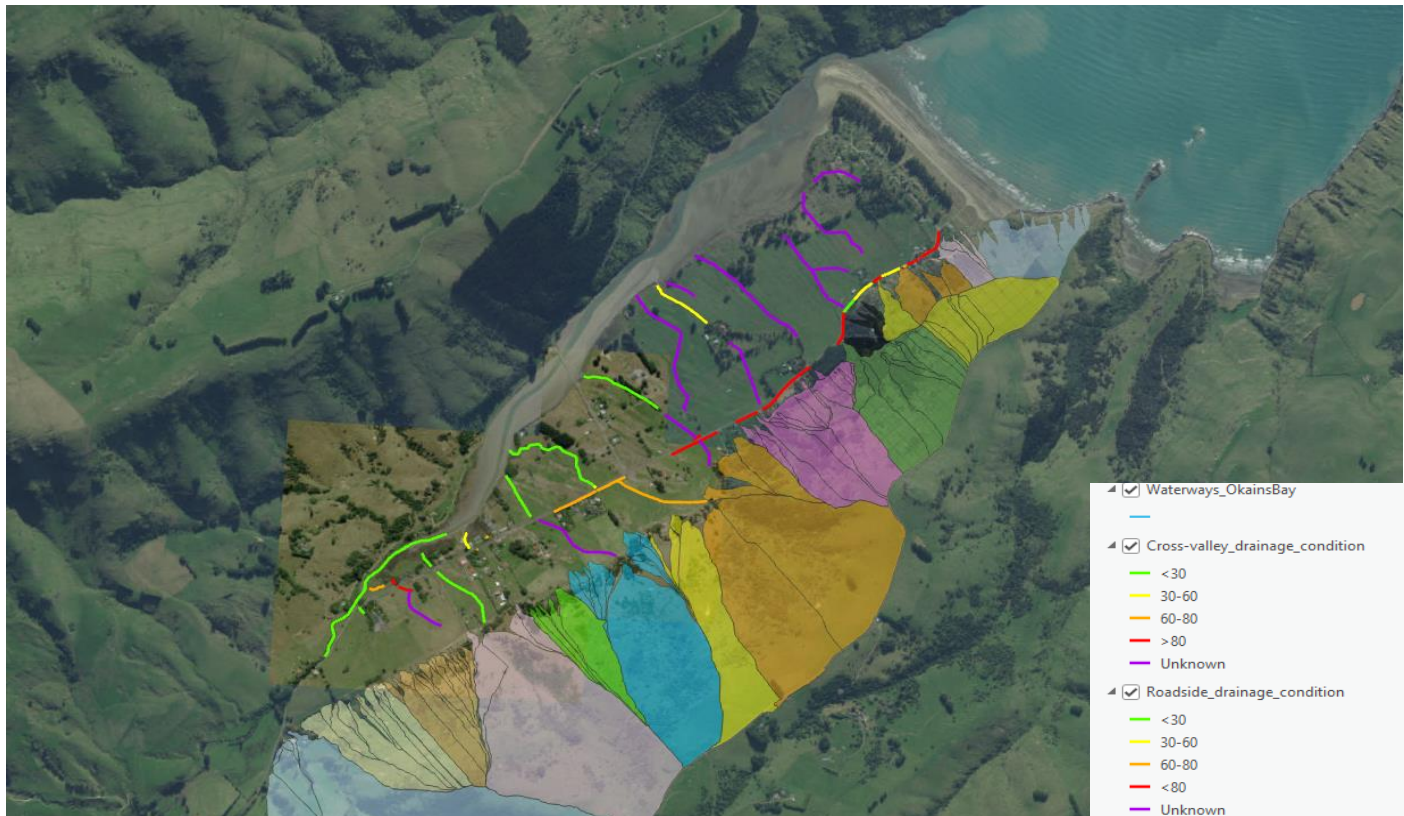 Waterways_OkainsBay
Cross-valley_drainage_condition
<30
30-60
60-80
>80
Unknown
Roadside_drainage_condition
<30
30-60
60-80
<80
Unknown